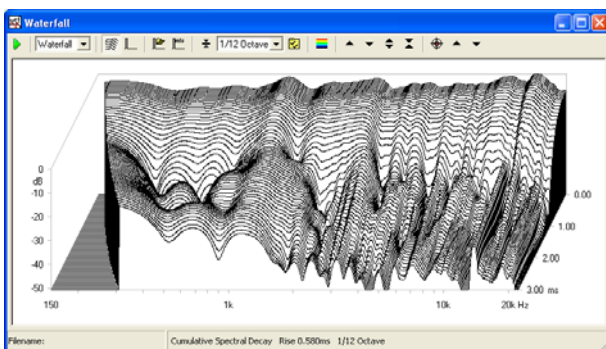 Waterfall
Waterfall 1/12 Octave
0
dB
-10
-20
-30
-40
-50
0.00
1.00
2.00
3.00 ms
150 1k 10k 20k Hz
Filename: Cumulative Spectral Decay Rise 0.580ms 1/12 Octave